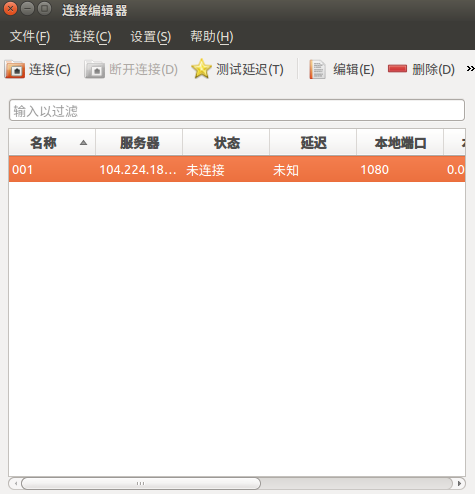 连接编辑器
文件(F) 连接(C) 设置(S) 帮助(H)
连接(C) 断开连接(D) 测试延迟(T) 编辑(E) 删除(D) »
输入以过滤
名称 服务器 状态 延迟 本地端口
001 104.224.18... 未连接 未知 1080 0.0